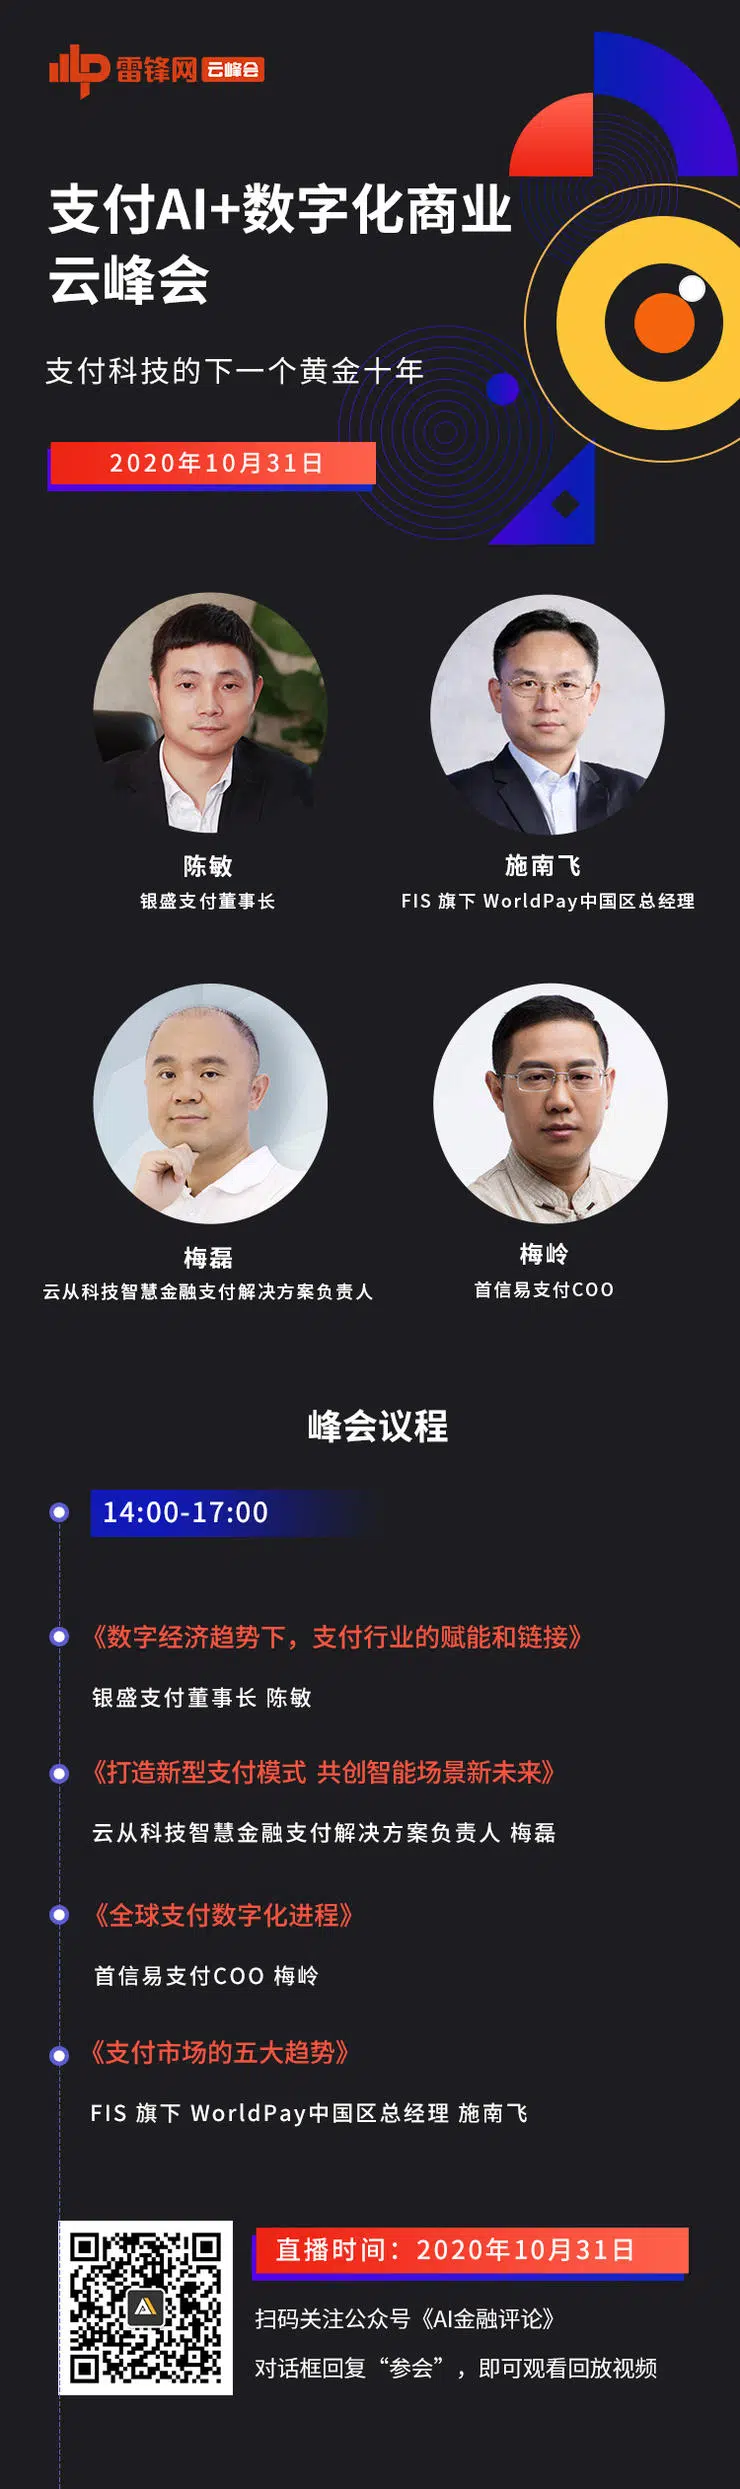 雷锋网 云峰会
支付AI+数字化商业
云峰会
支付科技的下一个黄金十年
2020年10月31日
陈敏
银盛支付董事长
施南飞
FIS 旗下 WorldPay中国区总经理
梅磊
云从科技智慧金融支付解决方案负责人
梅岭
首信易支付COO
峰会议程
14:00-17:00
《数字经济趋势下，支付行业的赋能和链接》
银盛支付董事长 陈敏
《打造新型支付模式 共创智能场景新未来》
云从科技智慧金融支付解决方案负责人 梅磊
《全球支付数字化进程》
首信易支付COO 梅岭
《支付市场的五大趋势》
FIS 旗下 WorldPay中国区总经理 施南飞
直播时间：2020年10月31日
扫码关注公众号《AI金融评论》
对话框回复“参会”，即可观看回放视频